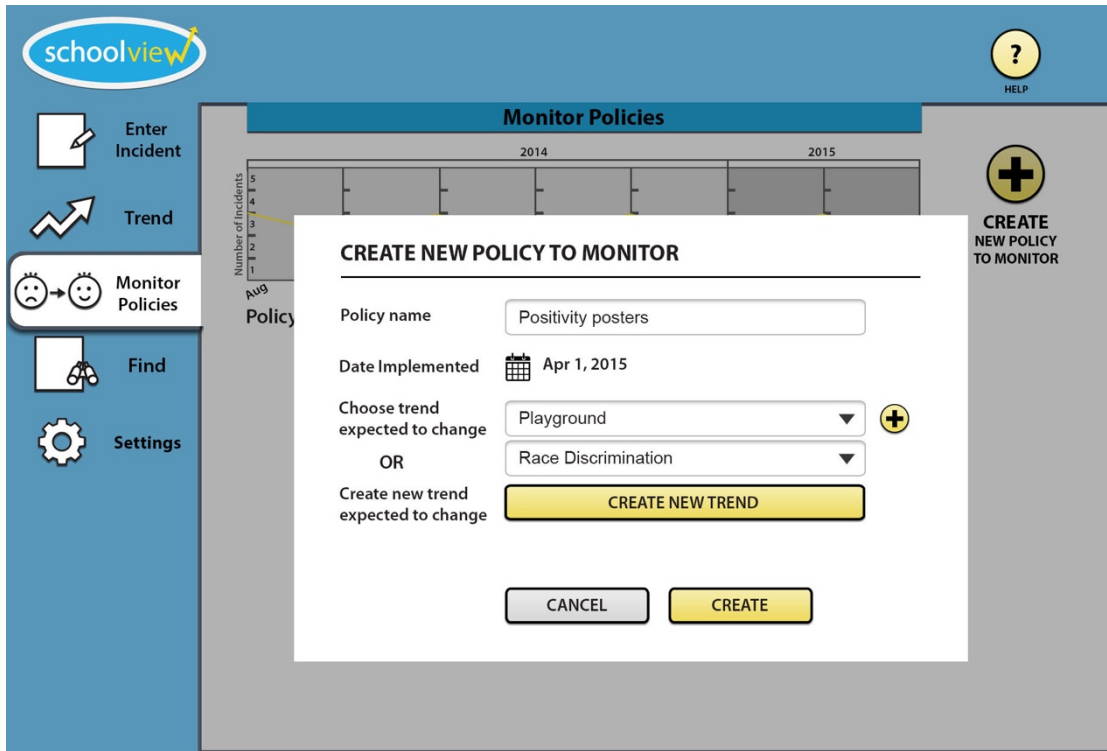 schoolview
?
HELP
Enter
Incident
Trend
Monitor
Policies
Find
Settings
Monitor Policies
2014
2015
Number of Incidents
5
4
3
2
1
Aug
Policy
CREATE
NEW POLICY
TO MONITOR
CREATE NEW POLICY TO MONITOR
Policy name
Positivity posters
Date Implemented
Apr 1, 2015
Choose trend
expected to change
Playground
OR
Race Discrimination
Create new trend
expected to change
CREATE NEW TREND
CANCEL
CREATE